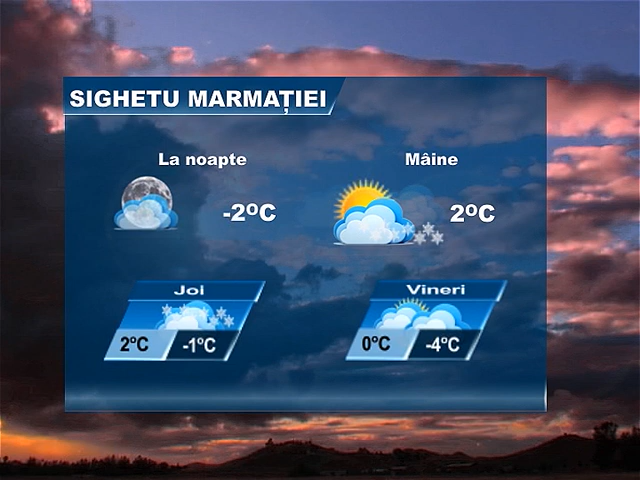 SIGHETU MARMAȚIEI
La noapte
Mâine
-2ºC
2ºC
Joi
Vineri
2ºC
-1ºC
0ºC
-4ºC